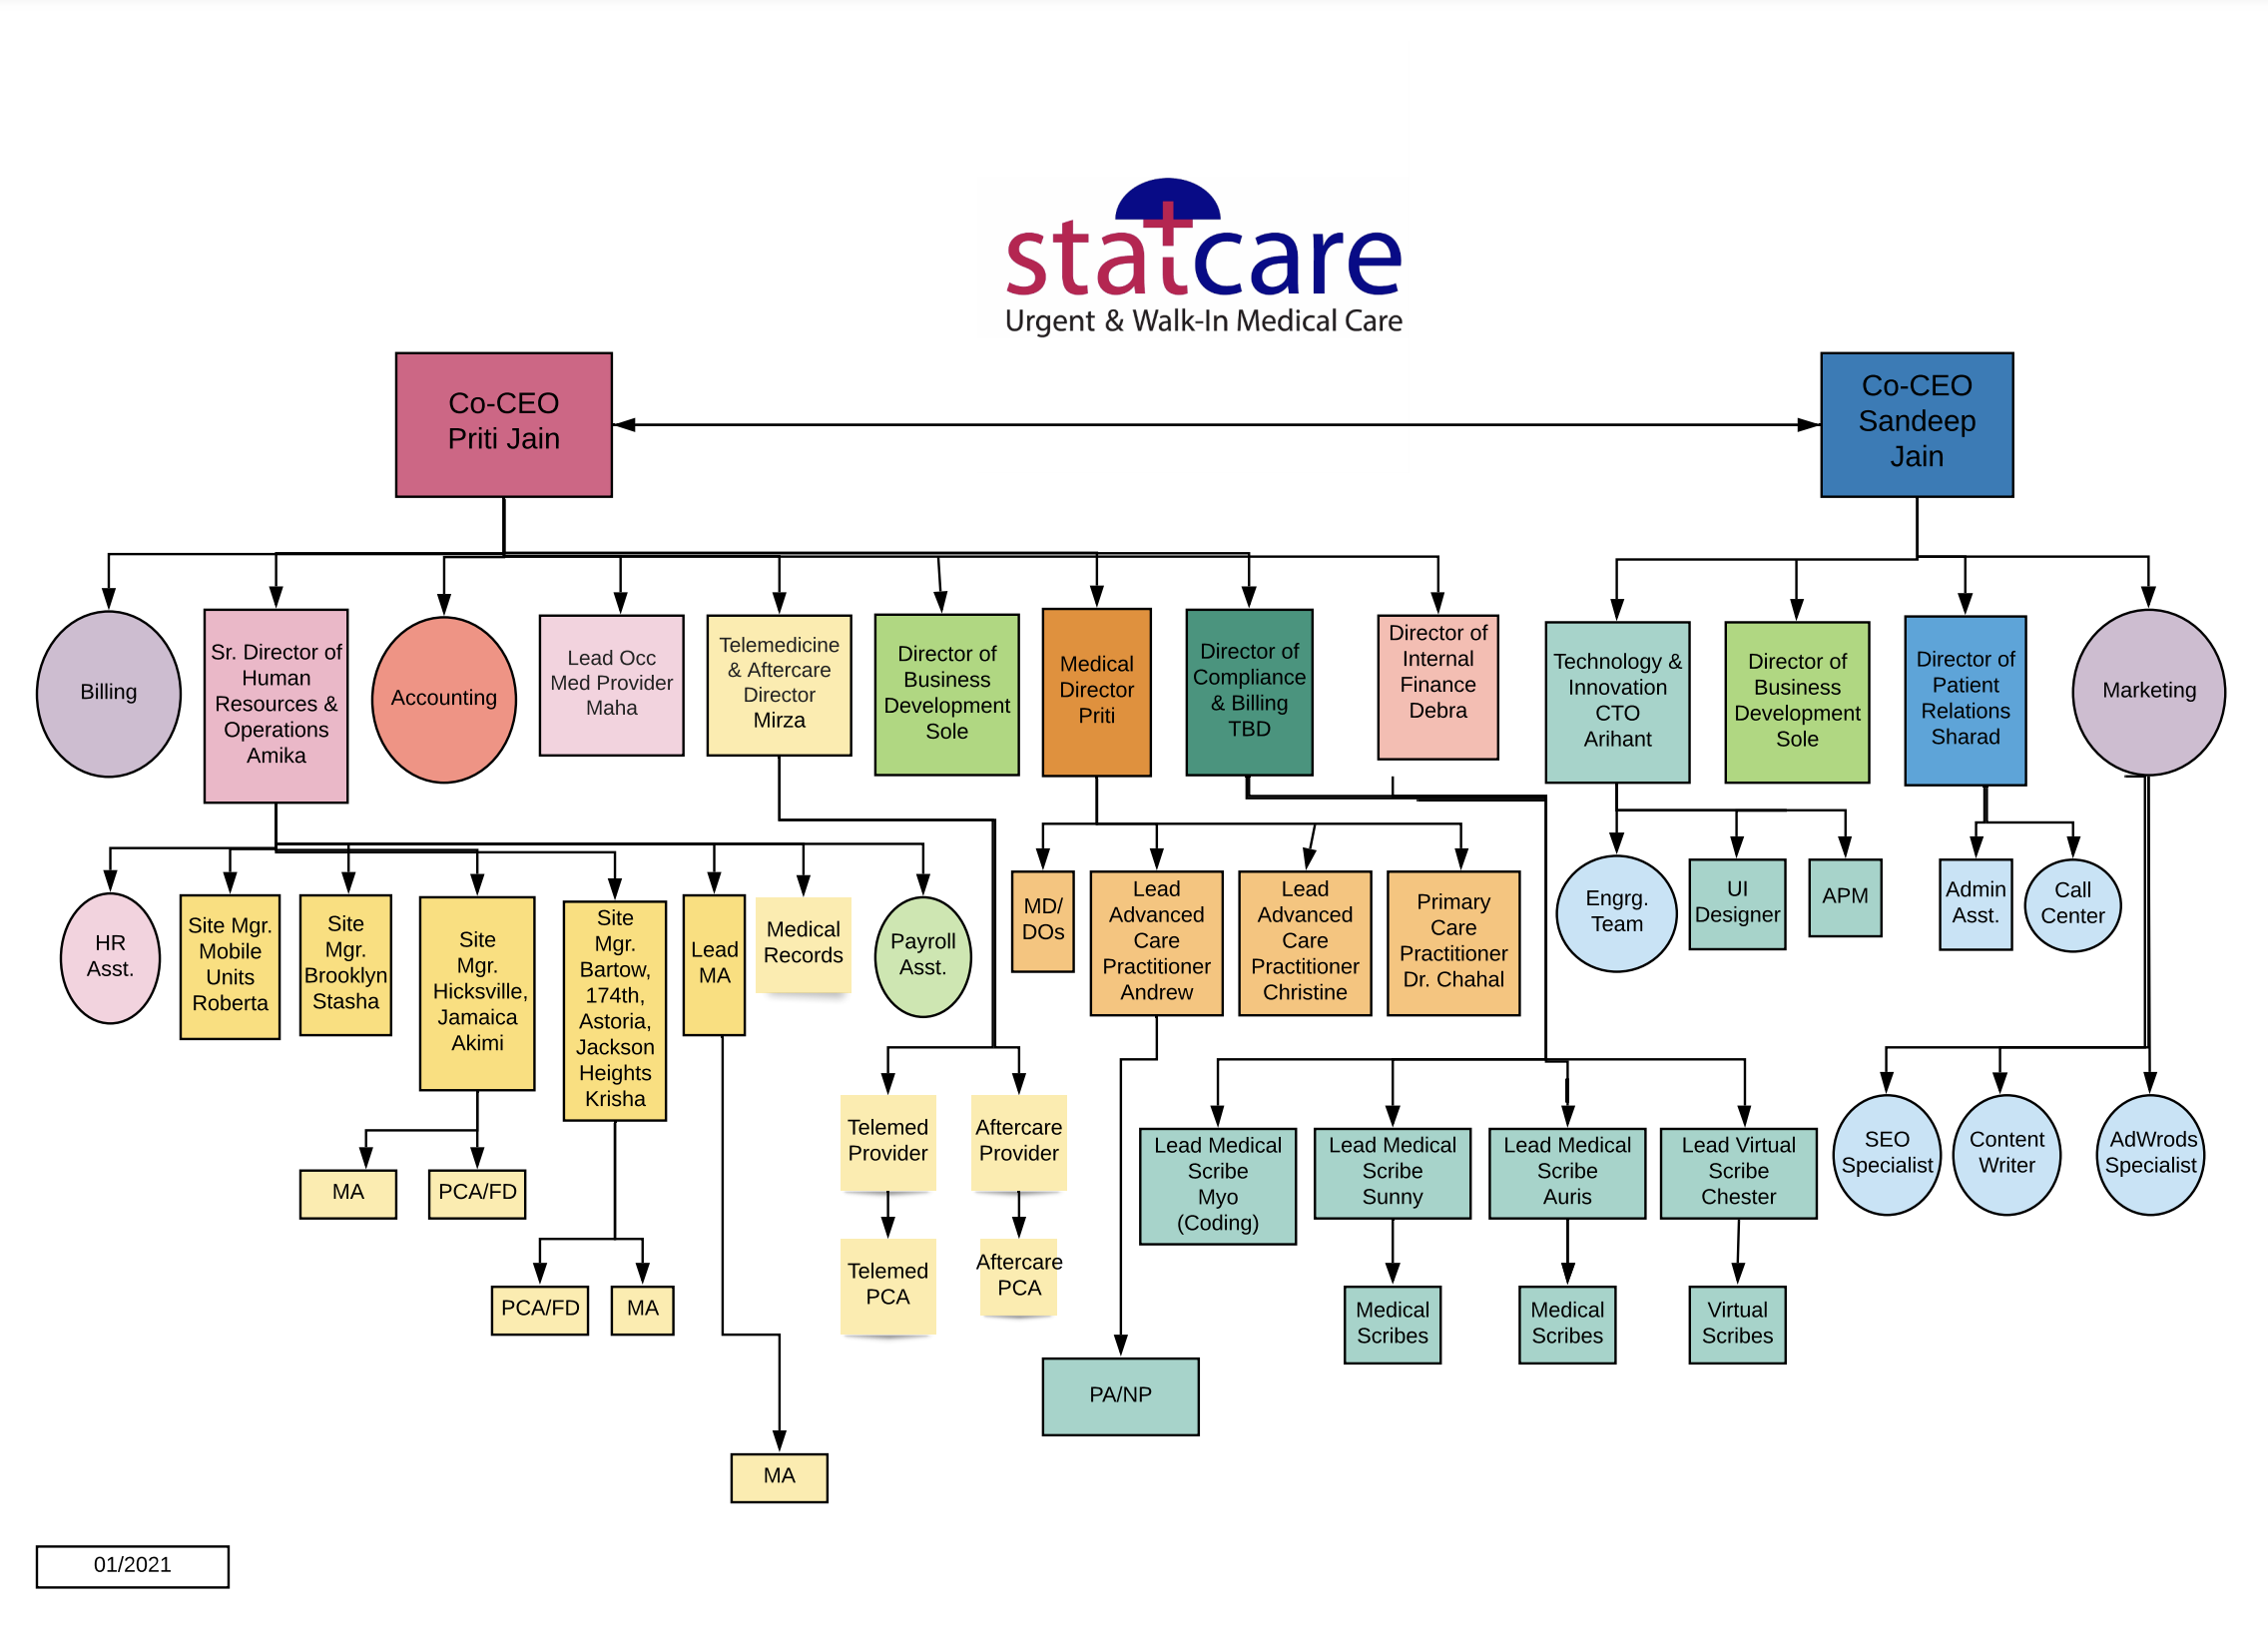 statcare
Urgent & Walk-In Medical Care
Co-CEO
Priti Jain
Co-CEO
Sandeep
Jain
Billing
Sr. Director of
Human
Resources &
Operations
Amika
Accounting
Lead Occ
Med Provider
Maha
Telemedicine
& Aftercare
Director
Mirza
Director of
Business
Development
Sole
Medical
Director
Priti
Director of
Compliance
& Billing
TBD
Director of
Internal
Finance
Debra
Technology &
Innovation
CTO
Arihant
Director of
Business
Development
Sole
Director of
Patient
Relations
Sharad
Marketing
HR
Asst.
Site Mgr.
Mobile
Units
Roberta
Site
Mgr.
Brooklyn
Stasha
Site
Mgr.
Hicksville,
Jamaica
Akimi
Site
Mgr.
Bartow,
174th,
Astoria,
Jackson
Heights
Krisha
Lead
MA
Medical
Records
Payroll
Asst.
MD/
DOs
Lead
Advanced
Care
Practitioner
Andrew
Lead
Advanced
Care
Practitioner
Christine
Primary
Care
Practitioner
Dr. Chahal
Engrg.
Team
UI
Designer
APM
Admin
Asst.
Call
Center
MA
PCA/FD
PCA/FD
MA
Telemed
Provider
Aftercare
Provider
Telemed
PCA
Aftercare
PCA
Lead Medical
Scribe
Myo
(Coding)
Lead Medical
Scribe
Sunny
Lead Medical
Scribe
Auris
Lead Virtual
Scribe
Chester
SEO
Specialist
Content
Writer
AdWrods
Specialist
Medical
Scribes
Medical
Scribes
Virtual
Scribes
PA/NP
MA
01/2021